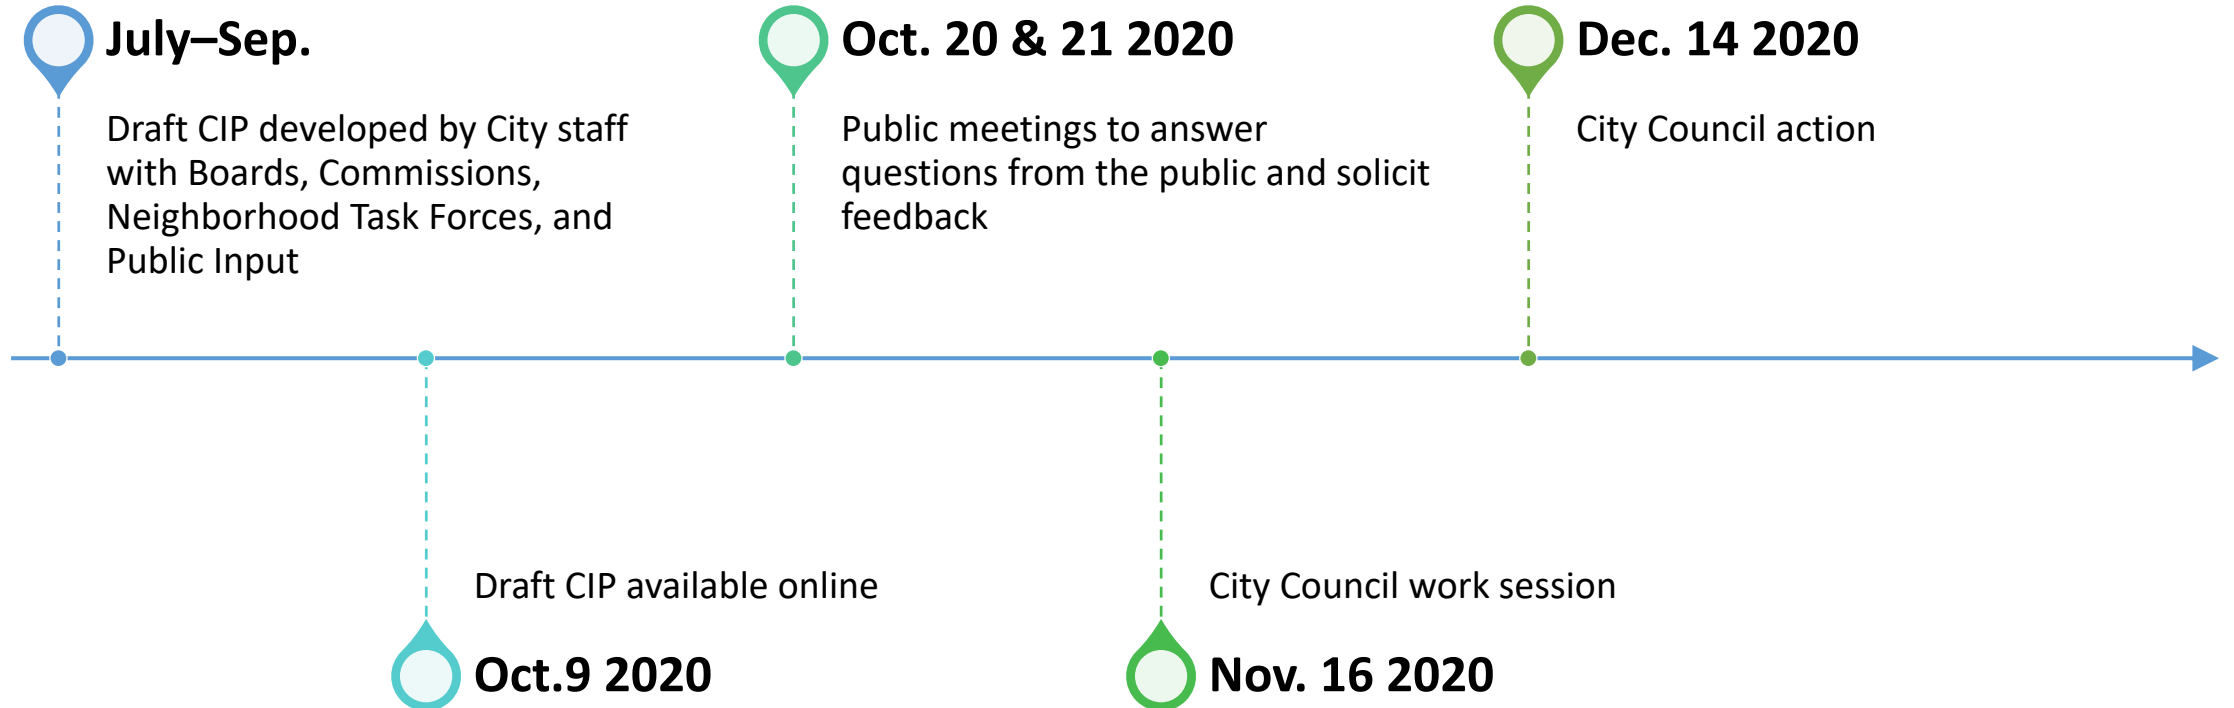 July–Sep.
Draft CIP developed by City staff
with Boards, Commissions,
Neighborhood Task Forces, and
Public Input
Draft CIP available online
Oct.9 2020
Oct. 20 & 21 2020
Public meetings to answer
questions from the public and solicit
feedback
City Council work session
Nov. 16 2020
Dec. 14 2020
City Council action